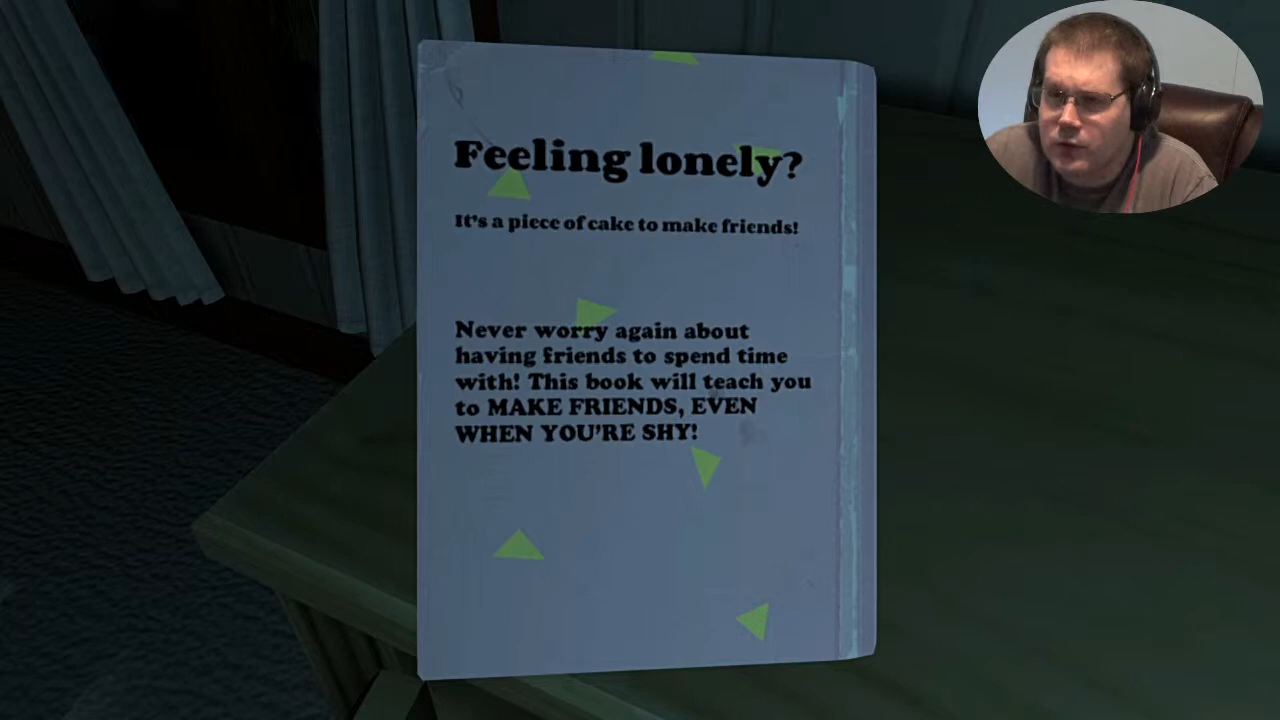 Feeling lonely?
It's a piece of cake to make friends!
Never worry again about
having friends to spend time
with! This book will teach you
to MAKE FRIENDS, EVEN
WHEN YOU'RE SHY!